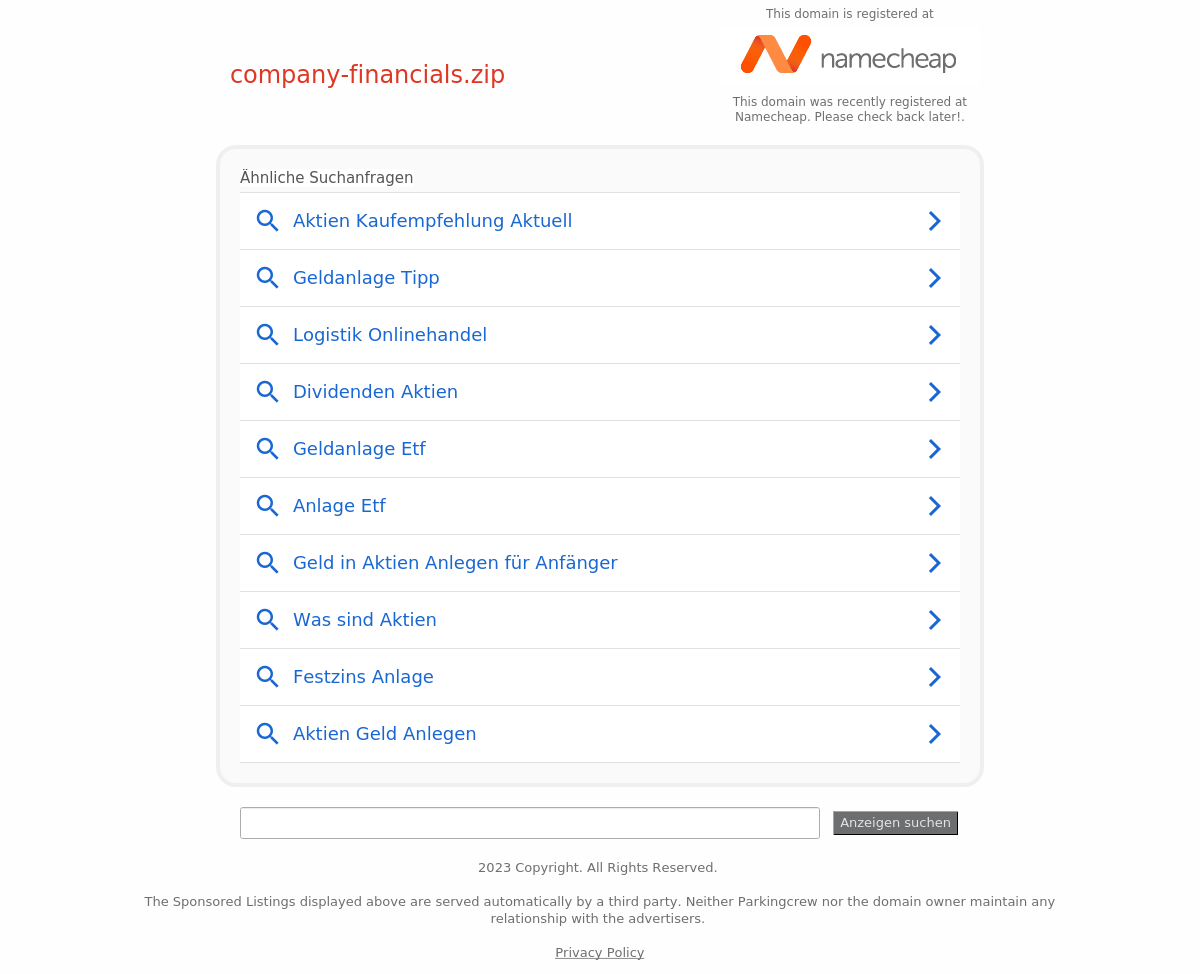 This domain is registered at
company-financials.zip
namecheap
This domain was recently registered at
Namecheap. Please check back later!.
Ähnliche Suchanfragen
Aktien Kaufempfehlung Aktuell
Geldanlage Tipp
Logistik Onlinehandel
Dividenden Aktien
Geldanlage Etf
Anlage Etf
Geld in Aktien Anlegen für Anfänger
Was sind Aktien
Festzins Anlage
Aktien Geld Anlegen
Anzeigen suchen
2023 Copyright. All Rights Reserved.
The Sponsored Listings displayed above are served automatically by a third party. Neither Parkingcrew nor the domain owner maintain any
relationship with the advertisers.
Privacy Policy